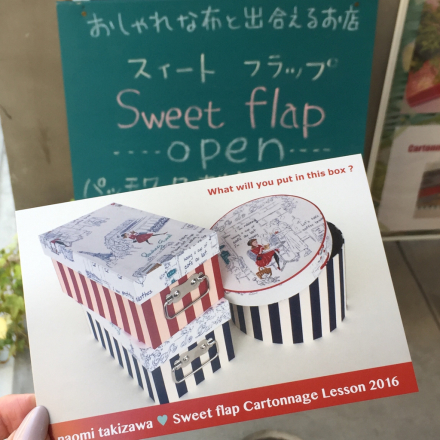 おしゃれな布と出合えるお店
スィート フラップ
Sweet flap
----open----
What will you put in this box ?
naomi takizawa ♥ Sweet flap Cartonnage Lesson 2016